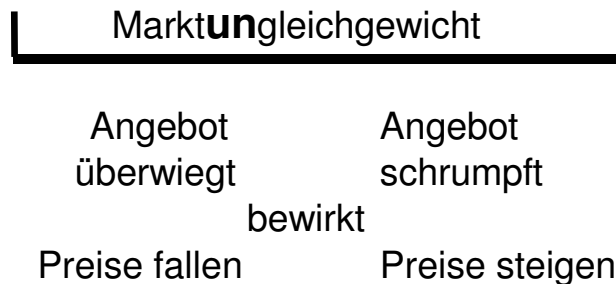 Marktungleichgewicht
Angebot Angebot
überwiegt schrumpft
bewirkt
Preise fallen Preise steigen